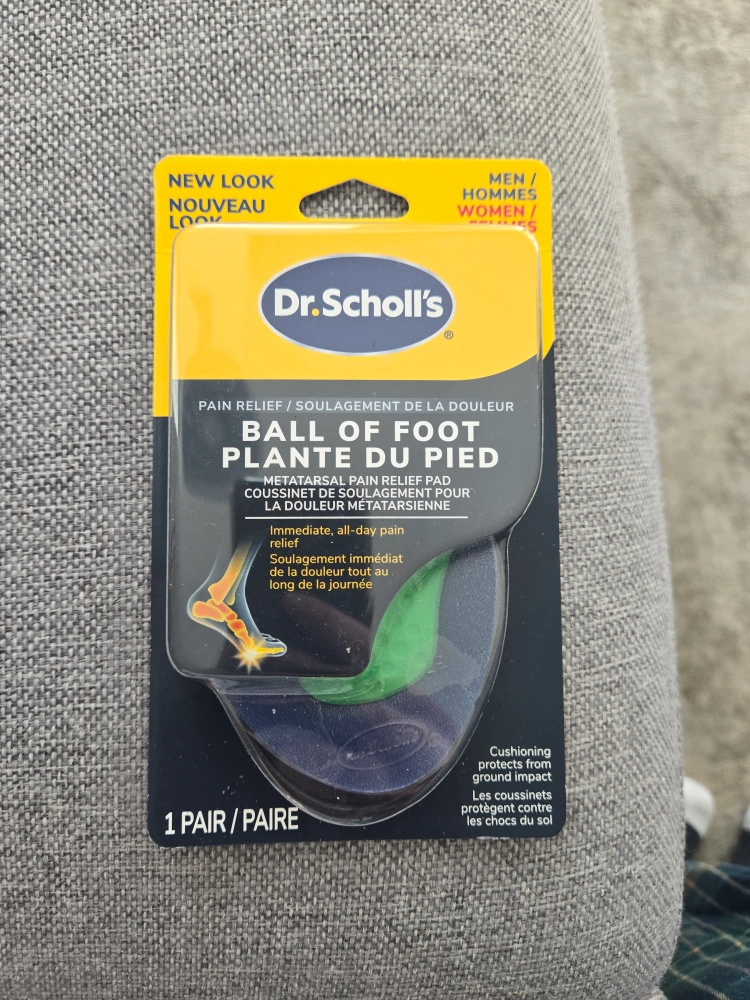 NEW LOOK
NOUVEAU
LOOK
MEN /
HOMMES
WOMEN /
FEMMES
Dr.Scholl's
®
PAIN RELIEF / SOULAGEMENT DE LA DOULEUR
BALL OF FOOT
PLANTE DU PIED
METATARSAL PAIN RELIEF PAD
COUSSINET DE SOULAGEMENT POUR
LA DOULEUR MÉTATARSIENNE
Immediate, all-day pain
relief
Soulagement immédiat
de la douleur tout au
long de la journée
Cushioning
protects from
ground impact
Les coussinets
protègent contre
les chocs du sol
1 PAIR / PAIRE